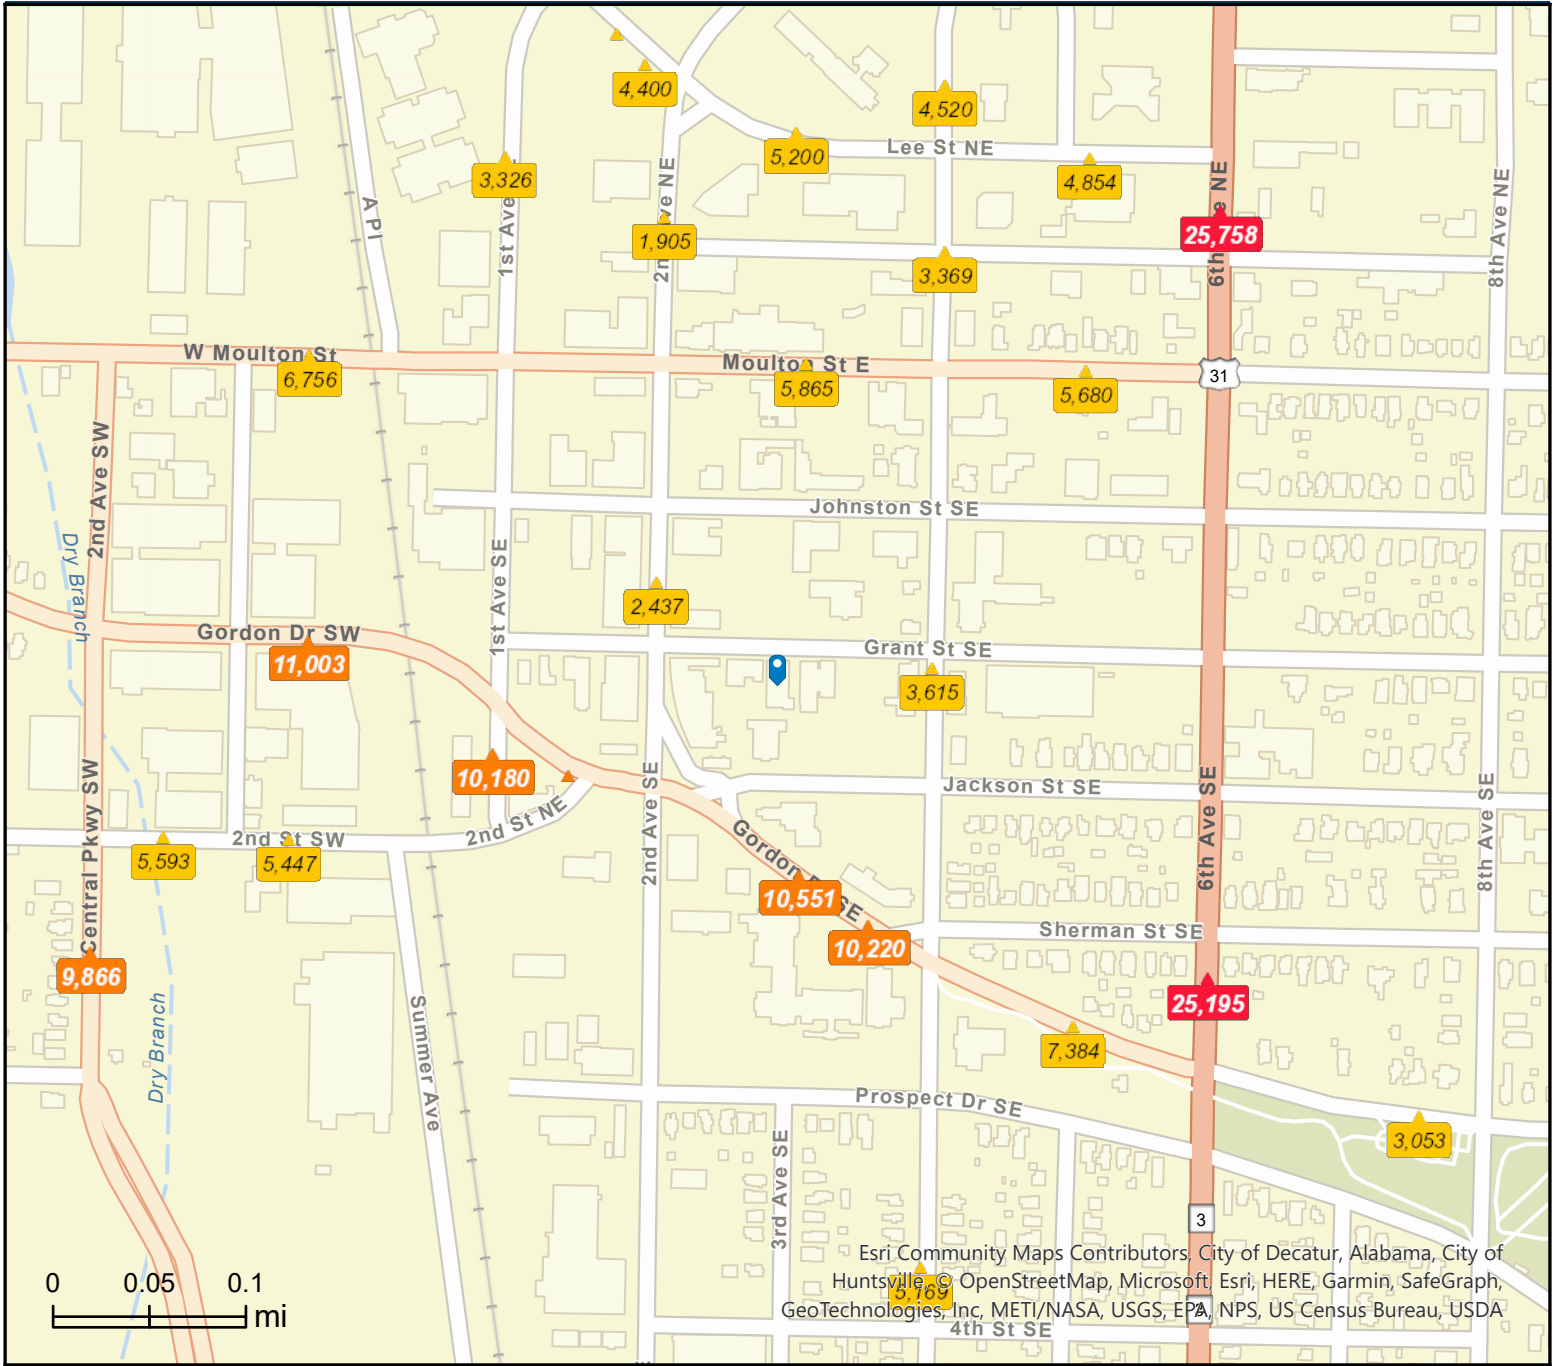 4,400
4,520
5,200
Lee St NE
3,326
4,854
A Pl
1st Ave
6th Ave NE
8th Ave NE
1,905
25,758
3,369
W Moulton St
Moulton St E
6,756
5,865
5,680
31
2nd Ave SW
Johnston St SE
Dry Branch
1st Ave SE
2,437
Gordon Dr SW
11,003
Grant St SE
3,615
10,180
Jackson St SE
Central Pkwy SW
2nd Ave SE
6th Ave SE
8th Ave SE
2nd St NE
2nd St SW
5,593
5,447
Gordon Dr SE
10,551
10,220
Sherman St SE
9,866
25,195
Dry Branch
Summer Ave
7,384
Prospect Dr SE
3rd Ave SE
3,053
3
Esri Community Maps Contributors, City of Decatur, Alabama, City of
Huntsville, © OpenStreetMap, Microsoft, Esri, HERE, Garmin, SafeGraph,
GeoTechnologies, Inc, METI/NASA, USGS, EPA, NPS, US Census Bureau, USDA
5,169
4th St SE
0 0.05 0.1
mi